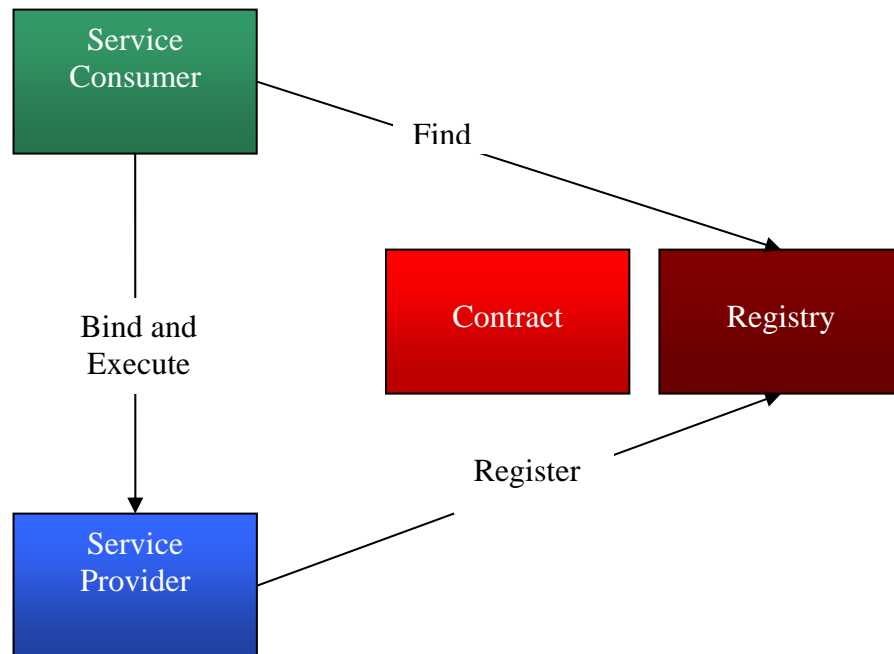 Service
Consumer
Find
Contract
Registry
Bind and
Execute
Register
Service
Provider